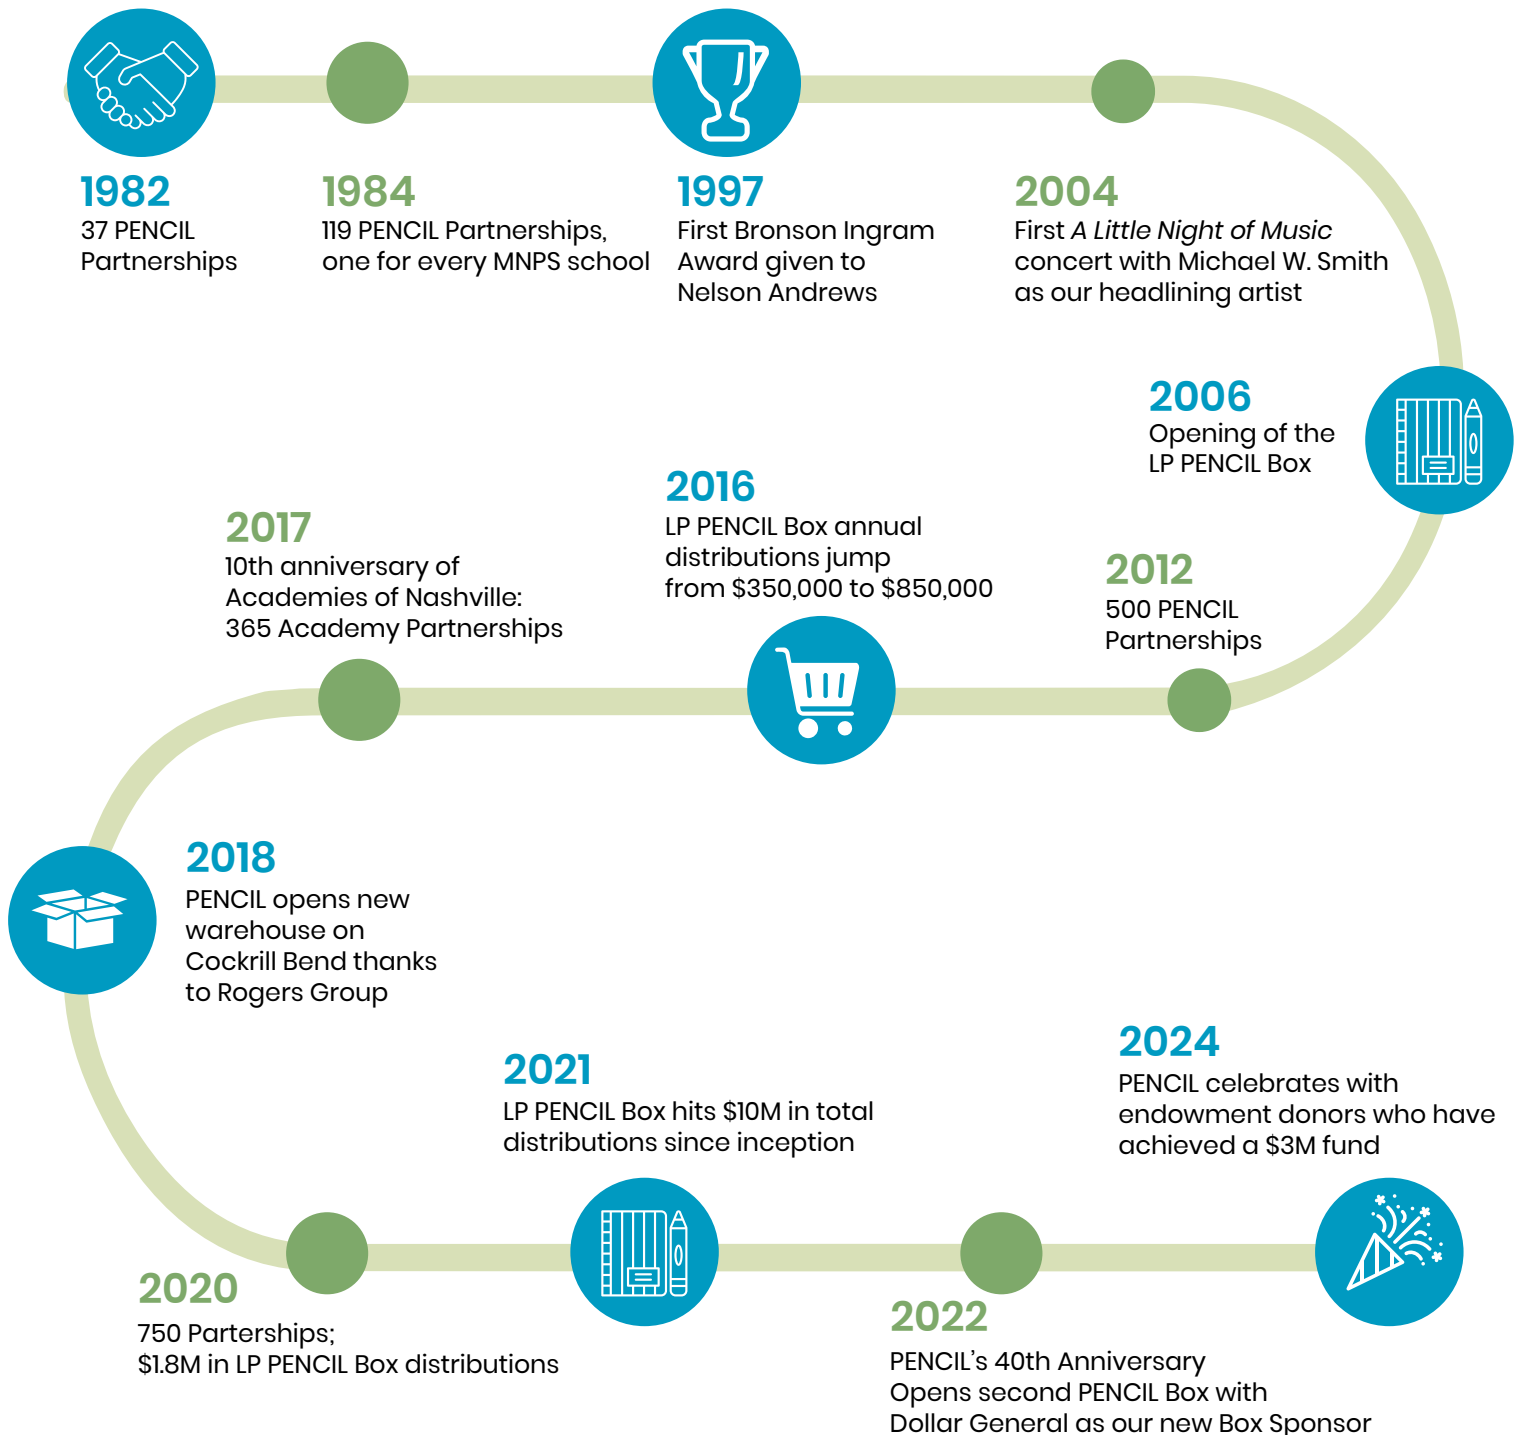 1982
37 PENCIL
Partnerships
1984
119 PENCIL Partnerships,
one for every MNPS school
1997
First Bronson Ingram
Award given to
Nelson Andrews
2004
First A Little Night of Music
concert with Michael W. Smith
as our headlining artist
2006
Opening of the
LP PENCIL Box
2012
500 PENCIL
Partnerships
2016
LP PENCIL Box annual
distributions jump
from $350,000 to $850,000
2017
10th anniversary of
Academies of Nashville:
365 Academy Partnerships
2018
PENCIL opens new
warehouse on
Cockrill Bend thanks
to Rogers Group
2020
750 Parterships;
$1.8M in LP PENCIL Box distributions
2021
LP PENCIL Box hits $10M in total
distributions since inception
2022
PENCIL’s 40th Anniversary
Opens second PENCIL Box with
Dollar General as our new Box Sponsor
2024
PENCIL celebrates with
endowment donors who have
achieved a $3M fund